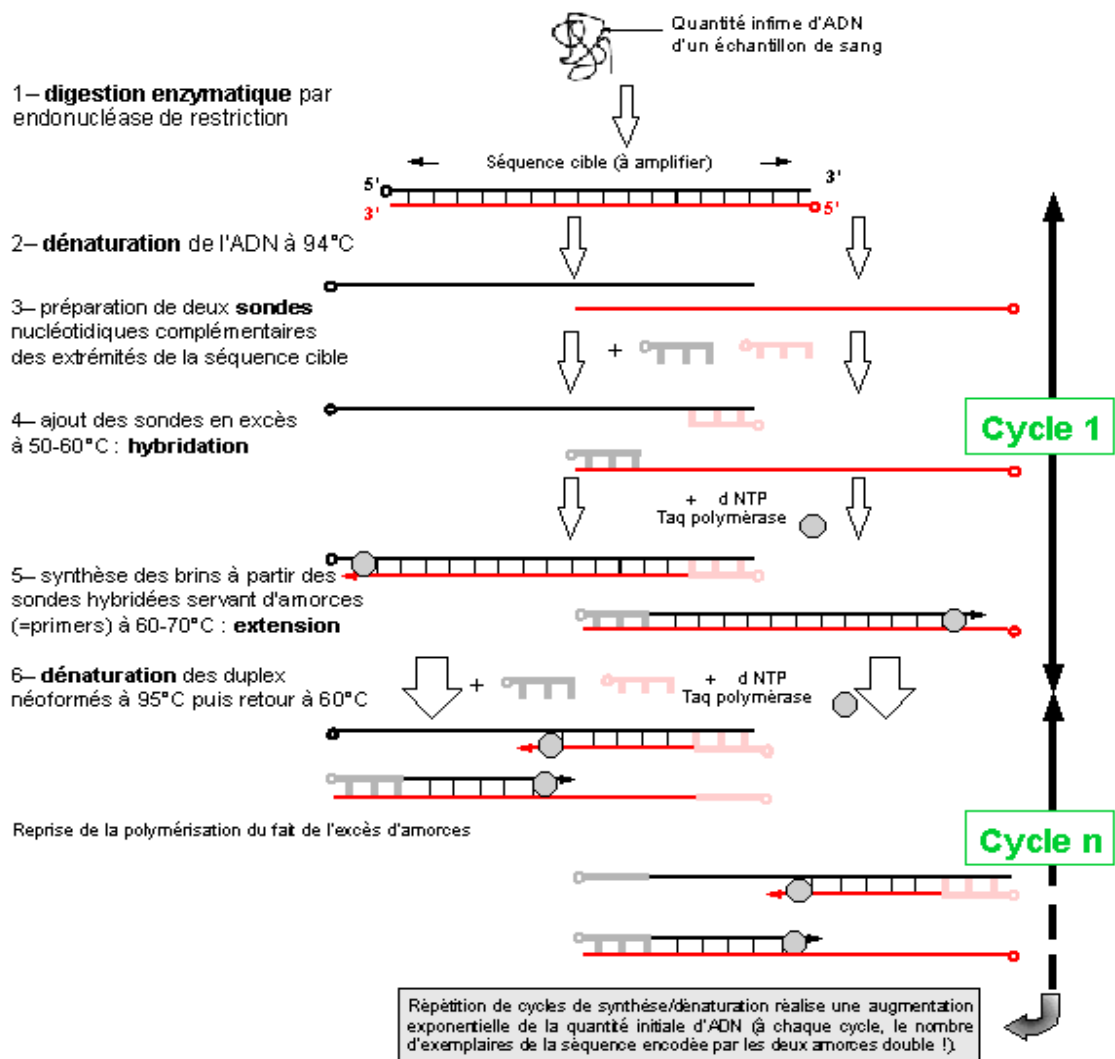 Quantité infime d'ADN
d'un échantillon de sang
1– digestion enzymatique par
endonucléase de restriction
Séquence cible (à amplifier)
5'
3'
3'
5'
2– dénaturation de l'ADN à 94°C
3– préparation de deux sondes
nucléotidiques complémentaires
des extrémités de la séquence cible
+
4– ajout des sondes en excès
à 50-60°C : hybridation
Cycle 1
+ d NTP
Taq polymèrase
5– synthèse des brins à partir des
sondes hybridées servant d'amorces
(=primers) à 60-70°C : extension
6– dénaturation des duplex
néoformés à 95°C puis retour à 60°C
+
+ d NTP
Taq polymèrase
Reprise de la polymérisation du fait de l'excès d'amorces
Cycle n
Répétition de cycles de synthèse/dénaturation réalise une augmentation
exponentielle de la quantité initiale d'ADN (à chaque cycle, le nombre
d'exemplaires de la séquence encodée par les deux amorces double !).